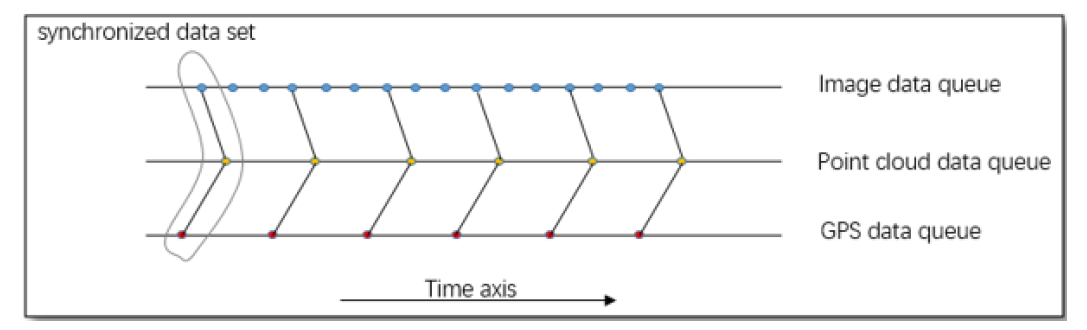 synchronized data set
Image data queue
Point cloud data queue
GPS data queue
Time axis